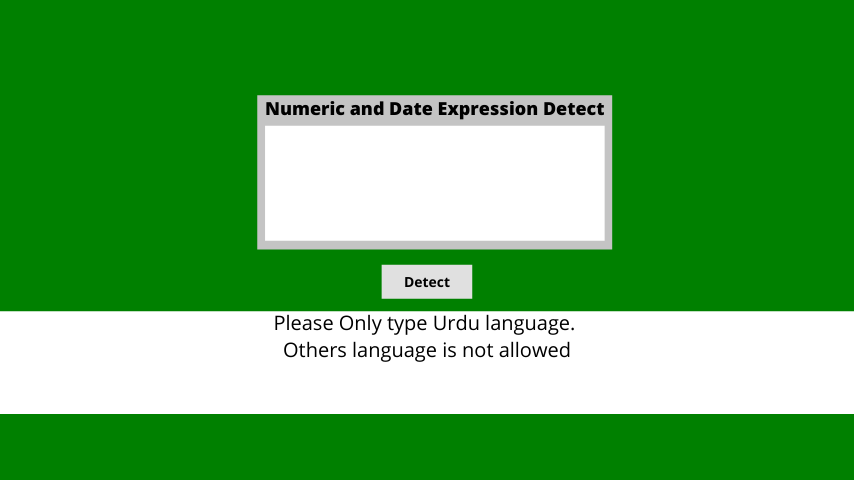 Numeric and Date Expression Detect
Detect
Please Only type Urdu language.
Others language is not allowed